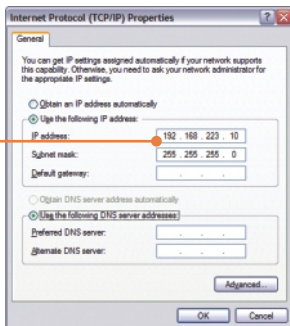 Internet Protocol (TCP/IP) Properties
General
You can get IP settings assigned automatically if your network supports
this capability. Otherwise, you need to ask your network administrator for
the appropriate IP settings.
Obtain an IP address automatically
Use the following IP address:
IP address: 192 . 168 . 223 . 10
Subnet mask: 255 . 255 . 255 . 0
Default gateway: . . .
Obtain DNS server address automatically
Use the following DNS server addresses:
Preferred DNS server: . . .
Alternate DNS server: . . .
Advanced...
OK Cancel